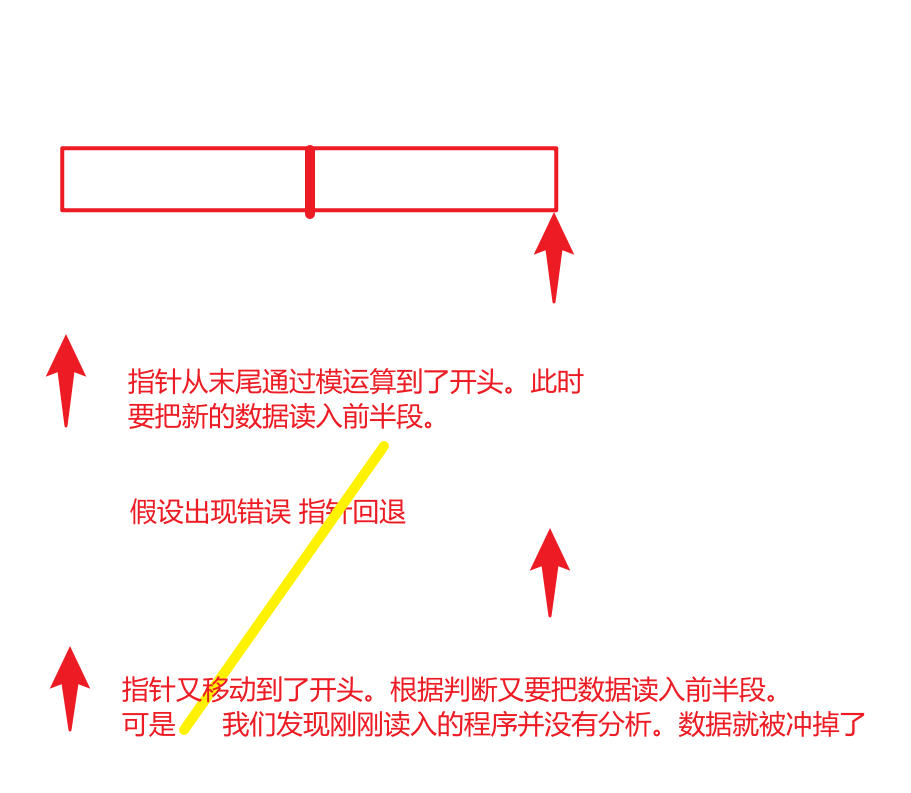 指针从末尾通过模运算到了开头。此时
要把新的数据读入前半段。
假设出现错误 指针回退
指针又移动到了开头。根据判断又要把数据读入前半段。
可是 我们发现刚刚读入的程序并没有分析。数据就被冲掉了